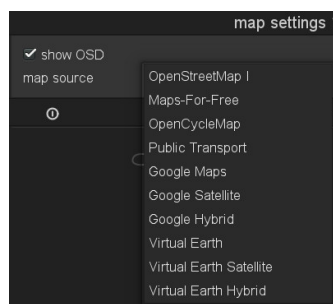 map settings
show OSD
map source
OpenStreetMap I
Maps-For-Free
OpenCycleMap
Public Transport
Google Maps
Google Satellite
Google Hybrid
Virtual Earth
Virtual Earth Satellite
Virtual Earth Hybrid